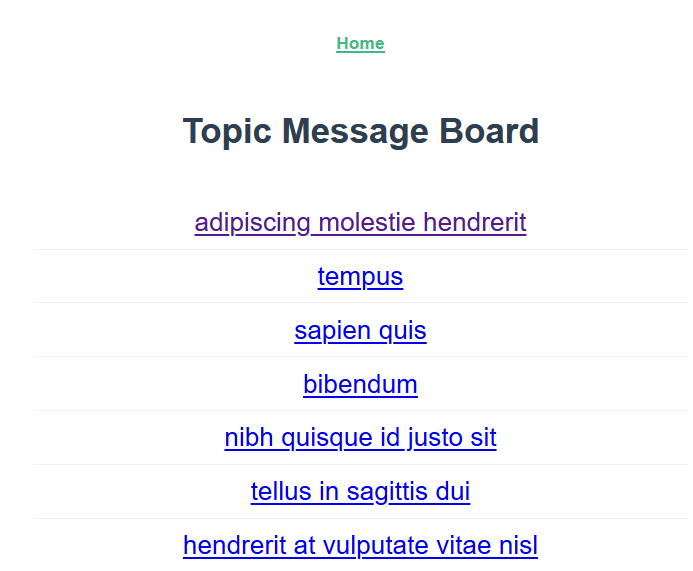 Home
Topic Message Board
adipiscing molestie hendrerit
tempus
sapien quis
bibendum
nibh quisque id justo sit
tellus in sagittis dui
hendrerit at vulputate vitae nisl